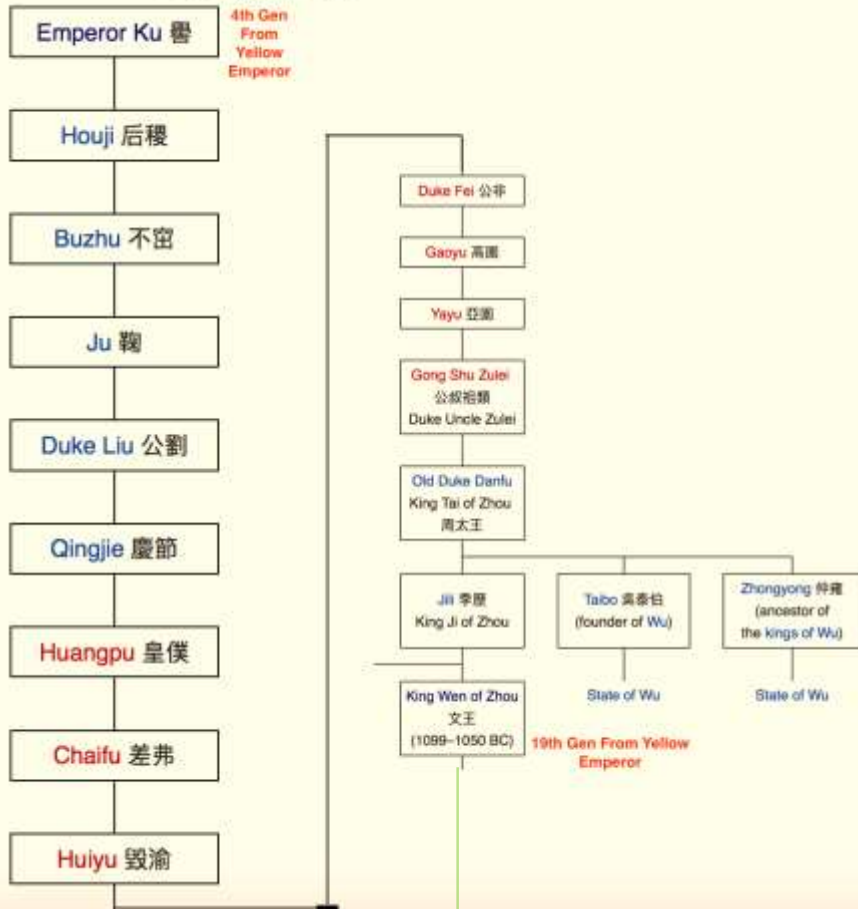 Emperor Ku 嚳
4th Gen
From
Yellow
Emperor
Houji 后稷
Buzhu 不窋
Ju 鞠
Duke Liu 公劉
Qingjie 慶節
Huangpu 皇僕
Chaifu 差弗
Huiyu 毀渝
Duke Fei 公非
Gaoyu 高圉
Yayu 亞圉
Gong Shu Zulei
公叔祖類
Duke Uncle Zulei
Old Duke Danfu
King Tai of Zhou
周太王
Jili 季歷
King Ji of Zhou
Taibo 吳泰伯
(founder of Wu)
Zhongyong 仲雍
(ancestor of
the kings of Wu)
King Wen of Zhou
文王
(1099–1050 BC)
State of Wu
State of Wu
19th Gen From Yellow
Emperor